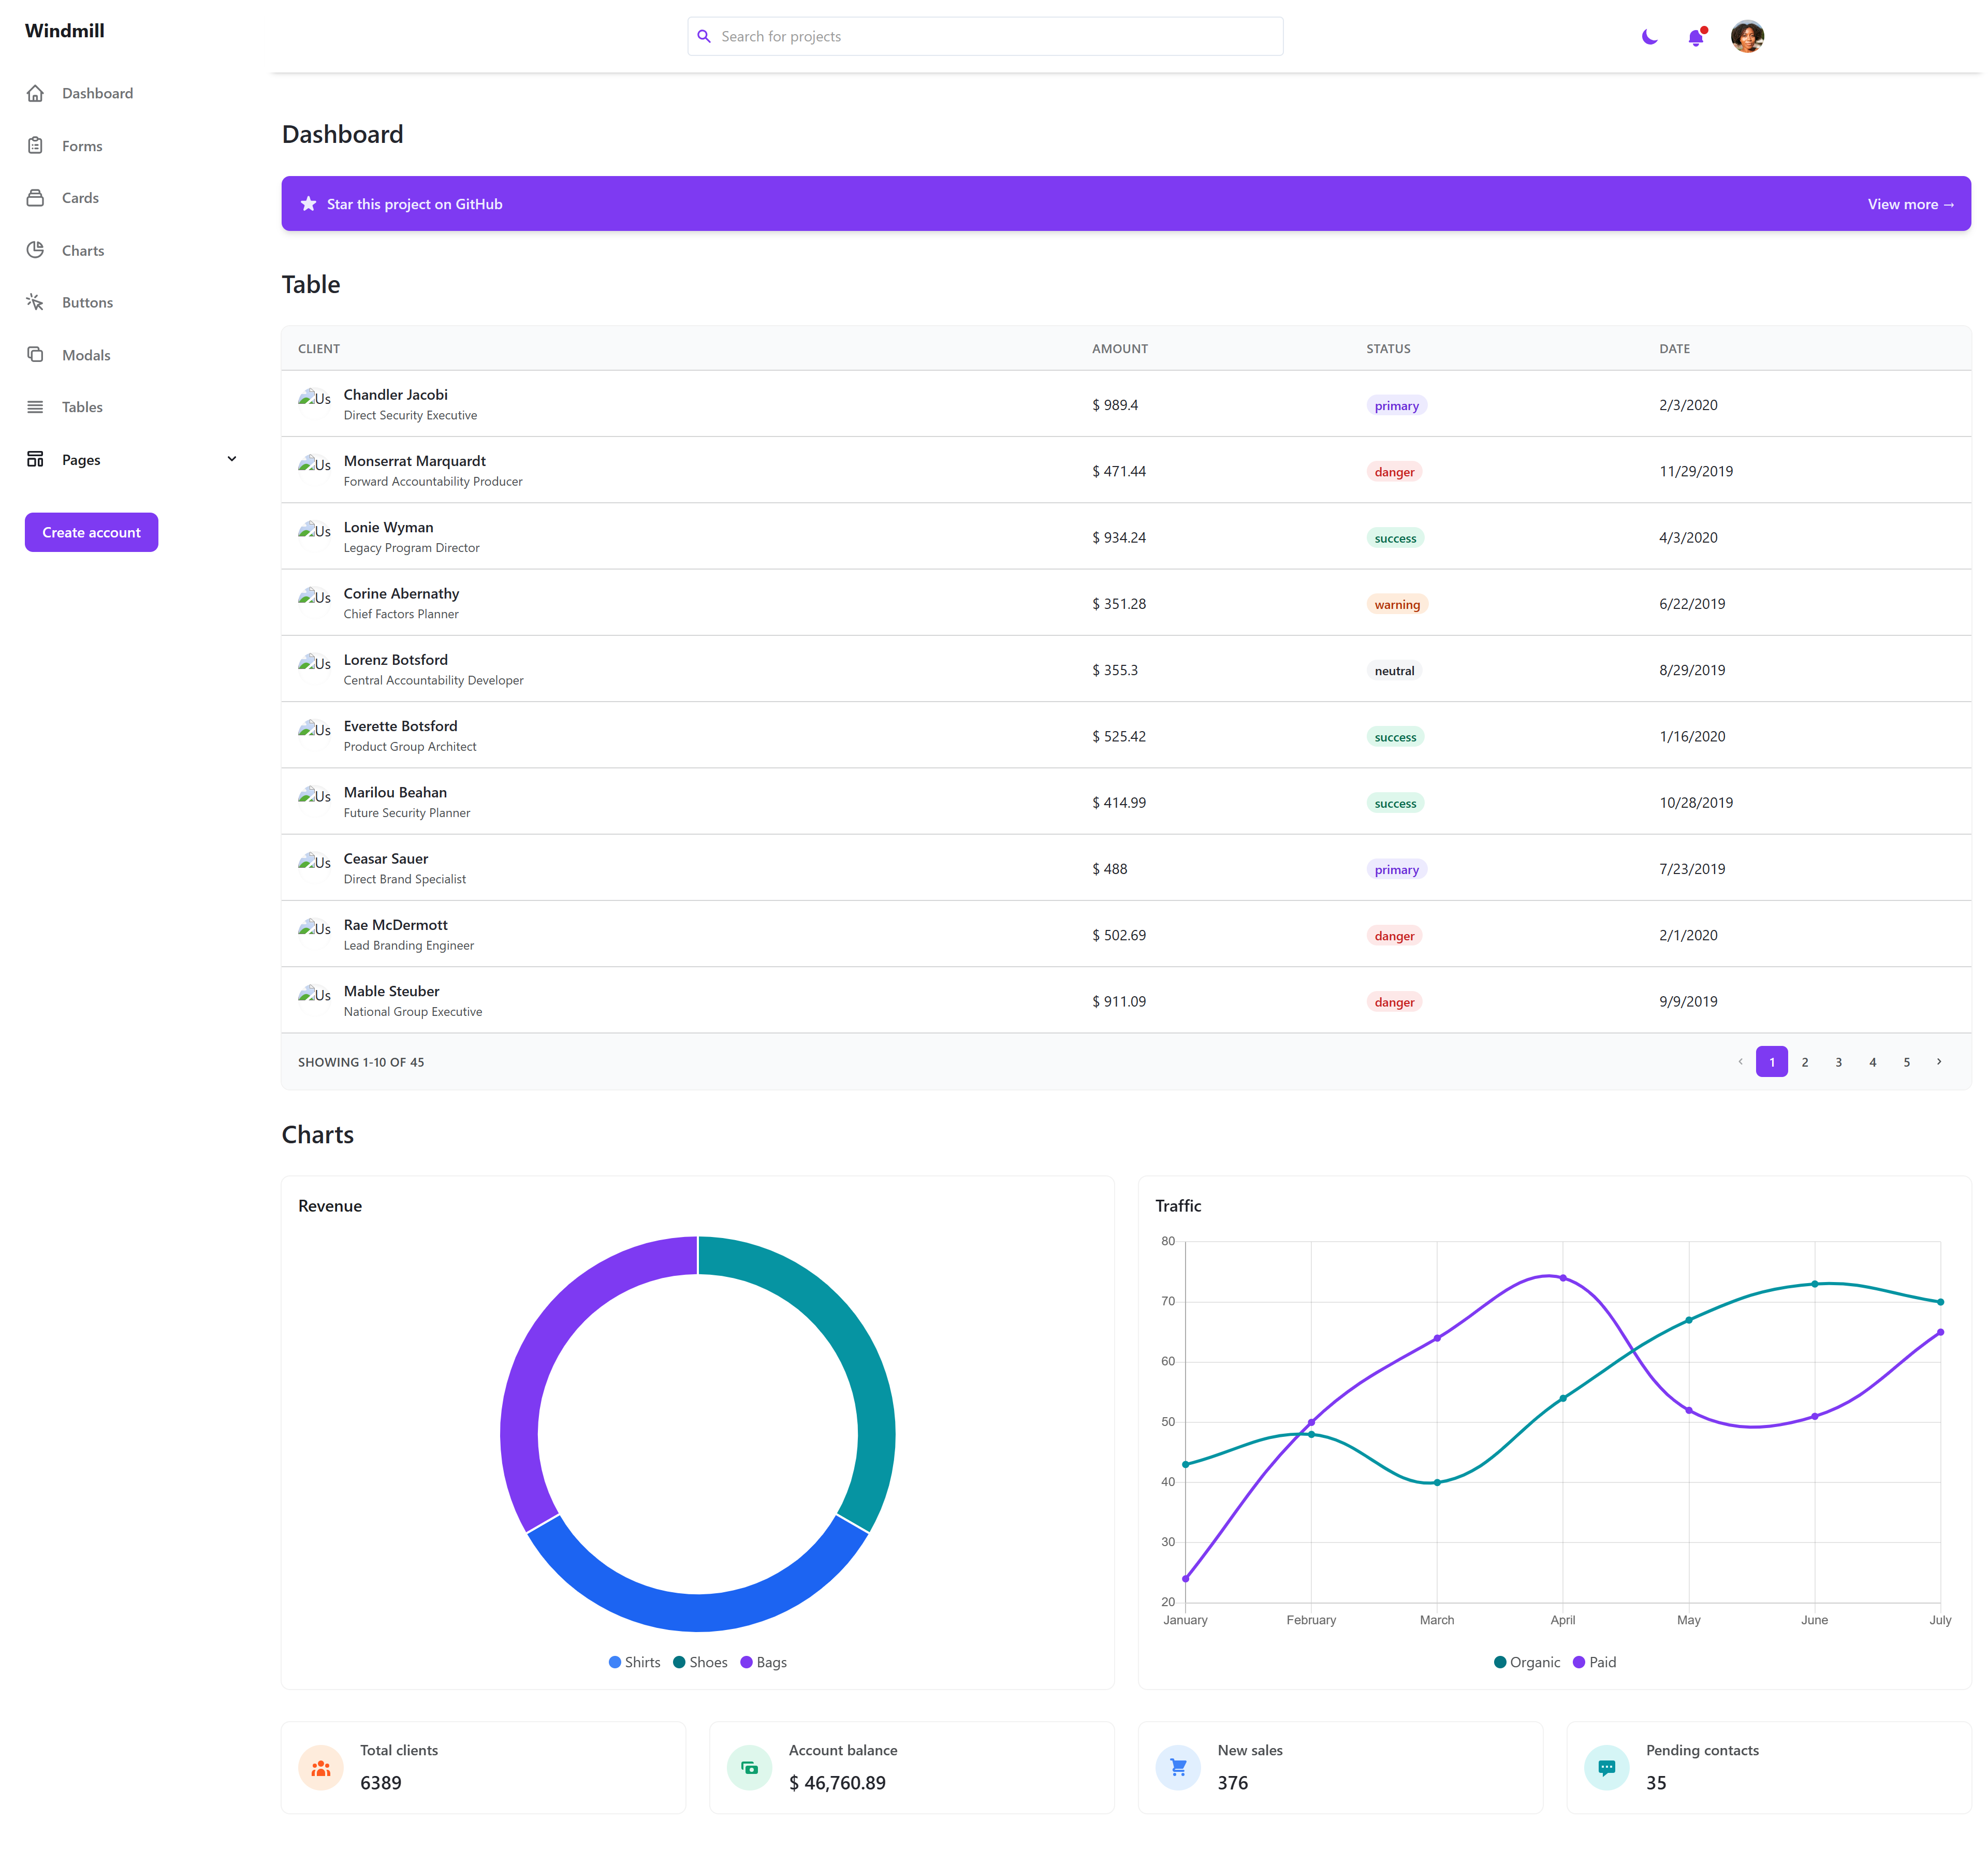 Windmill
Search for projects
Dashboard
Forms
Cards
Charts
Buttons
Modals
Tables
Pages
Create account
Dashboard
Star this project on GitHub
View more →
Table
CLIENT AMOUNT STATUS DATE
Us Chandler Jacobi
Direct Security Executive
$ 989.4 primary 2/3/2020
Us Monserrat Marquardt
Forward Accountability Producer
$ 471.44 danger 11/29/2019
Us Lonie Wyman
Legacy Program Director
$ 934.24 success 4/3/2020
Us Corine Abernathy
Chief Factors Planner
$ 351.28 warning 6/22/2019
Us Lorenz Botsford
Central Accountability Developer
$ 355.3 neutral 8/29/2019
Us Everette Botsford
Product Group Architect
$ 525.42 success 1/16/2020
Us Marilou Beahan
Future Security Planner
$ 414.99 success 10/28/2019
Us Ceasar Sauer
Direct Brand Specialist
$ 488 primary 7/23/2019
Us Rae McDermott
Lead Branding Engineer
$ 502.69 danger 2/1/2020
Us Mable Steuber
National Group Executive
$ 911.09 danger 9/9/2019
SHOWING 1-10 OF 45
1 2 3 4 5
Charts
Revenue
Shirts Shoes Bags
Traffic
80
70
60
50
40
30
20
January February March April May June July
Organic Paid
Total clients
6389
Account balance
$ 46,760.89
New sales
376
Pending contacts
35